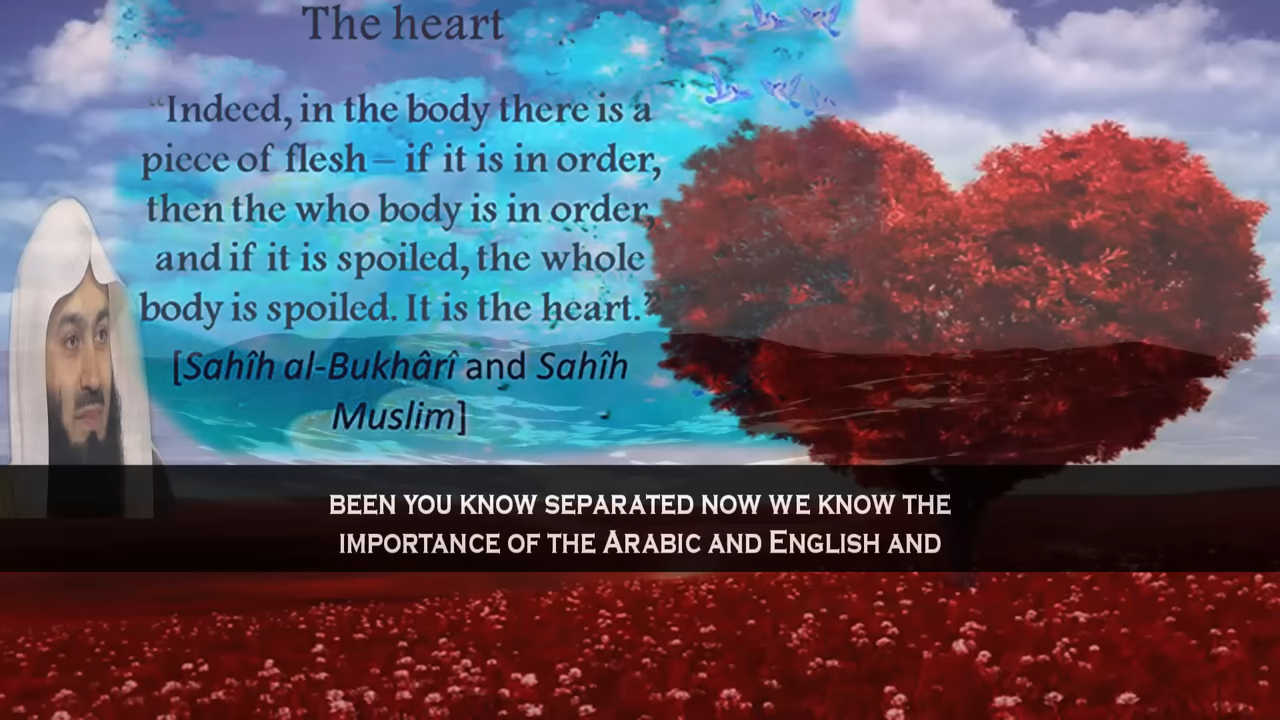 The heart
“Indeed, in the body there is a
piece of flesh – if it is in order,
then the who body is in order,
and if it is spoiled, the whole
body is spoiled. It is the heart.”
[Sahîh al-Bukhârî and Sahîh
Muslim]
BEEN YOU KNOW SEPARATED NOW WE KNOW THE
IMPORTANCE OF THE ARABIC AND ENGLISH AND